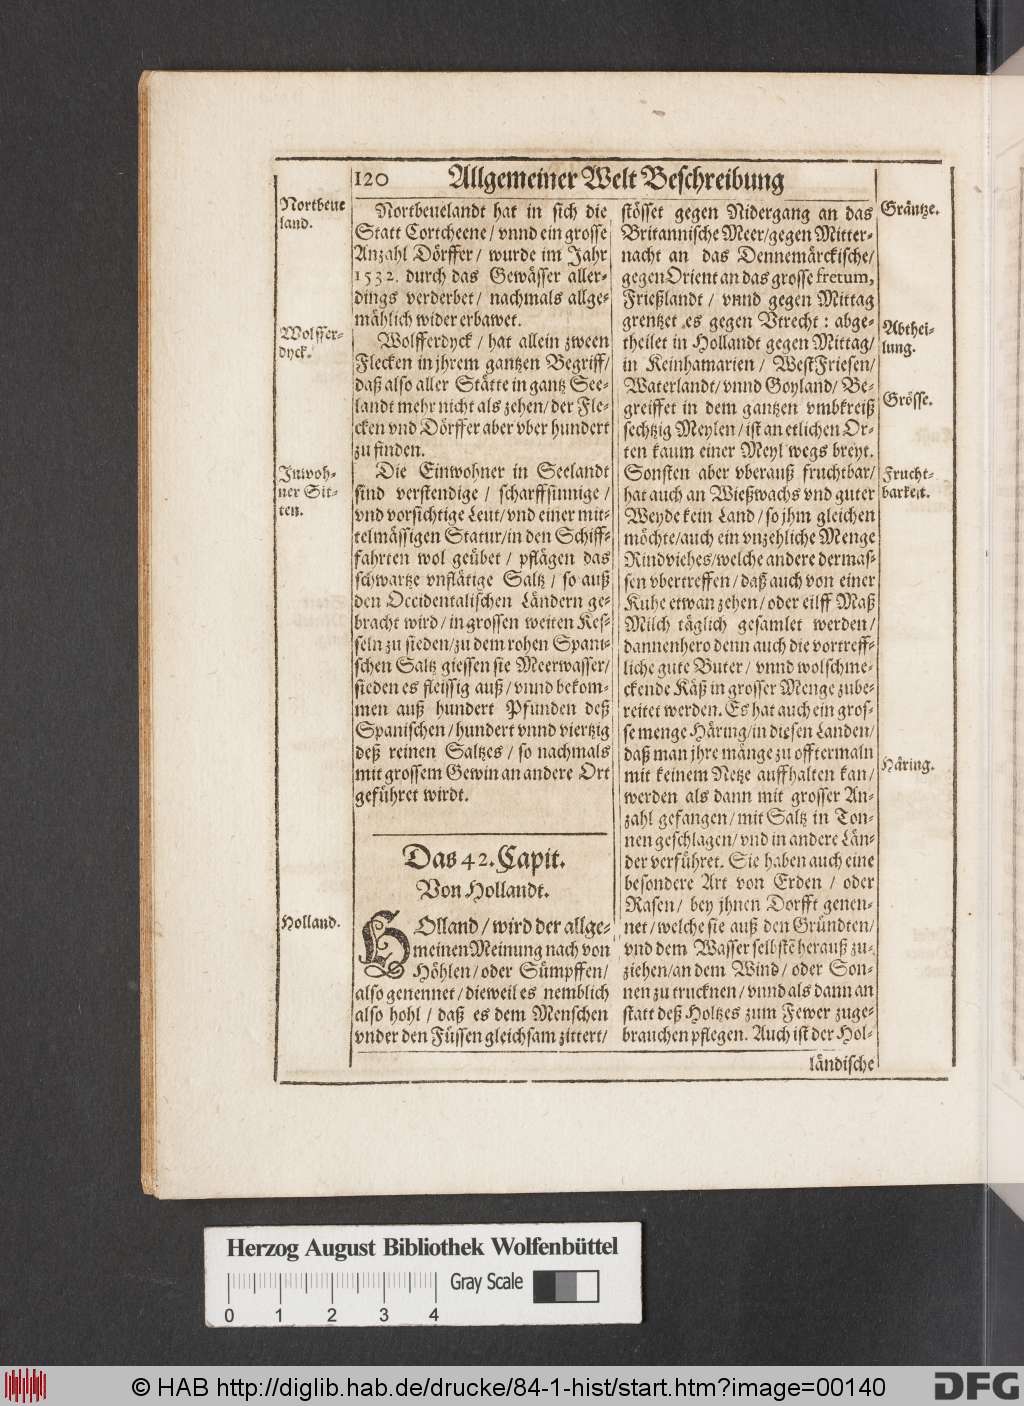 120 Allgemeiner Welt Beschreibung
Nortbeue
land.
Wolffer-
dyck.
Inwoh-
ner Sit-
ten.
Holland.
Nortbeuelandt hat in sich die
Statt Cortcheene / vnnd ein grosse
Anzahl Dörffer / wurde im Jahr
1532. durch das Gewässer aller-
dings verderbet / nachmals allge-
mählich wider erbawet.
Wolfferdyck / hat allein zween
Flecken in jhrem gantzen Begriff /
daß also aller Stätte in gantz See-
landt mehr nicht als zehen / der Fle-
cken vnd Dörffer aber vber hundert
zu finden.
Die Einwohner in Seelandt
sind verstendige / scharffsinnige /
vnd vorsichtige Leut / vnd einer mit-
telmässigen Statur / in den Schiff-
fahrten wol geübet / pflägen das
schwartze vnflätige Saltz / so auß
den Occidentalischen Ländern ge-
bracht wird / in grossen weiten Kes-
seln zu sieden / zu dem rohen Spani-
schen Saltz giessen sie Meerwasser /
sieden es fleissig auß / vnnd bekom-
men auß hundert Pfunden deß
Spanischen / hundert vnnd viertzig
deß reinen Saltzes / so nachmals
mit grossem Gewin an andere Ort
geführet wirdt.
Das 42. Capit.
Von Hollandt.
HOlland / wird der allge-
meinen Meinung nach von
Höhlen / oder Sümpffen /
also genennet / dieweil es nemblich
also hohl / daß es dem Menschen
vnder den Füssen gleichsam zittert /
stösset gegen Nidergang an das
Britannische Meer / gegen Mitter-
nacht an das Dennemärckische /
gegen Orient an das grosse fretum,
Frießlandt / vnnd gegen Mittag
grentzet es gegen Vtrecht : abge-
theilet in Hollandt gegen Mittag /
in Keinhamarien / WestFriesen /
Waterlandt / vnnd Goyland / Be-
greiffet in dem gantzen vmbkreiß
sechtzig Meylen / ist an etlichen Or-
ten kaum einer Meyl wegs breyt.
Sonsten aber vberauß fruchtbar /
hat auch an Wießwachs vnd guter
Weyde kein Land / so jhm gleichen
möchte / auch ein vnzehliche Menge
Rindviehes / welche andere dermas-
sen vbertreffen / daß auch von einer
Kuhe etwan zehen / oder eilff Maß
Milch täglich gesamlet werden /
dannenhero denn auch die vortreff-
liche gute Buter / vnnd wolschme-
ckende Käß in grosser Menge zube-
reitet werden. Es hat auch ein gros-
se menge Häring / in diesen Landen /
daß man jhre mänge zu offtermaln
mit keinem Netze auffhalten kan /
werden als dann mit grosser An-
zahl gefangen / mit Saltz in Ton-
nen geschlagen / vnd in andere Län-
der verführet. Sie haben auch eine
besondere Art von Erden / oder
Rasen / bey jhnen Dorfft genen-
net / welche sie auß den Gründten /
vnd dem Wasser selbstē herauß zu-
ziehen / an dem Wind / oder Son-
nen zu trucknen / vnnd als dann an
statt deß Holtzes zum Fewer zuge-
brauchen pflegen. Auch ist der Hol-
ländische
Gräntze.
Abthei-
lung.
Grösse.
Frucht-
barkeit.
Häring.
Herzog August Bibliothek Wolfenbüttel
0 1 2 3 4
Gray Scale
© HAB http://diglib.hab.de/drucke/84-1-hist/start.htm?image=00140
DFG